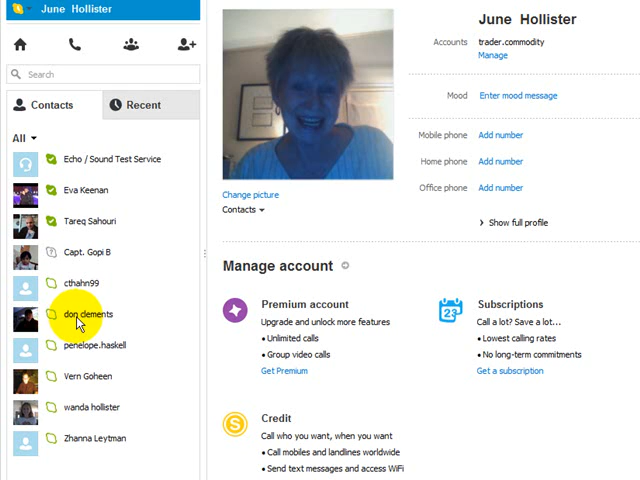 June Hollister
Search
Contacts
Recent
All
Echo / Sound Test Service
Eva Keenan
Tareq Sahouri
Capt. Gopi B
cthahn99
don clements
penelope.haskell
Vern Goheen
wanda hollister
Zhanna Leytman
June Hollister
Accounts
trader.commodity
Manage
Mood
Enter mood message
Mobile phone
Add number
Home phone
Add number
Office phone
Add number
Show full profile
Change picture
Contacts
Manage account
Premium account
Upgrade and unlock more features
• Unlimited calls
• Group video calls
Get Premium
23
Subscriptions
Call a lot? Save a lot...
• Lowest calling rates
• No long-term commitments
Get a subscription
S
Credit
Call who you want, when you want
• Call mobiles and landlines worldwide
• Send text messages and access WiFi